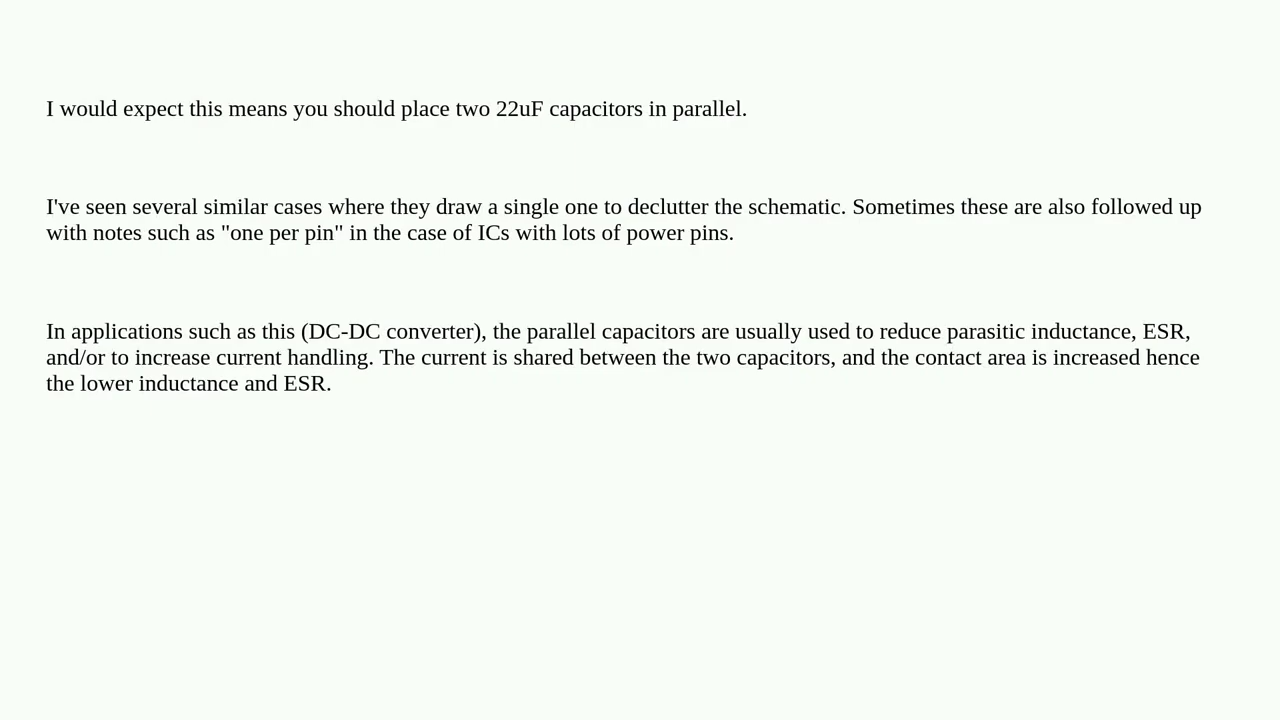 I would expect this means you should place two 22uF capacitors in parallel.
I've seen several similar cases where they draw a single one to declutter the schematic. Sometimes these are also followed up
with notes such as "one per pin" in the case of ICs with lots of power pins.
In applications such as this (DC-DC converter), the parallel capacitors are usually used to reduce parasitic inductance, ESR,
and/or to increase current handling. The current is shared between the two capacitors, and the contact area is increased hence
the lower inductance and ESR.